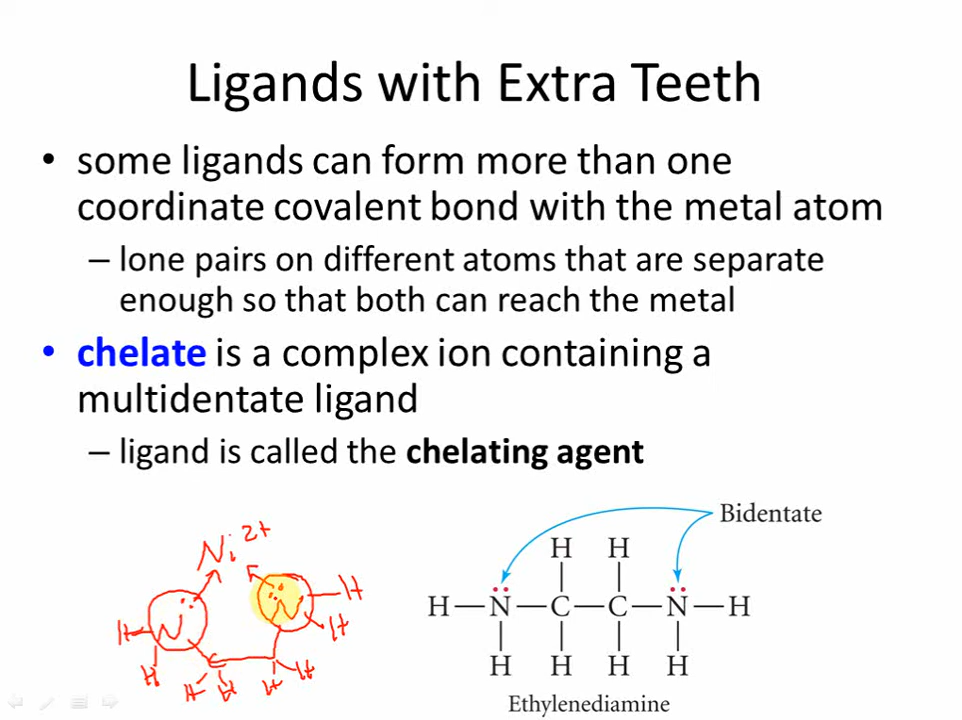 Ligands with Extra Teeth
• some ligands can form more than one
coordinate covalent bond with the metal atom
– lone pairs on different atoms that are separate
enough so that both can reach the metal
• chelate is a complex ion containing a
multidentate ligand
– ligand is called the chelating agent
Ni2+
H
N
N
H
H
H
C
H H
H H
Bidentate
H H
H—N—C—C—N—H
H H H H
Ethylenediamine